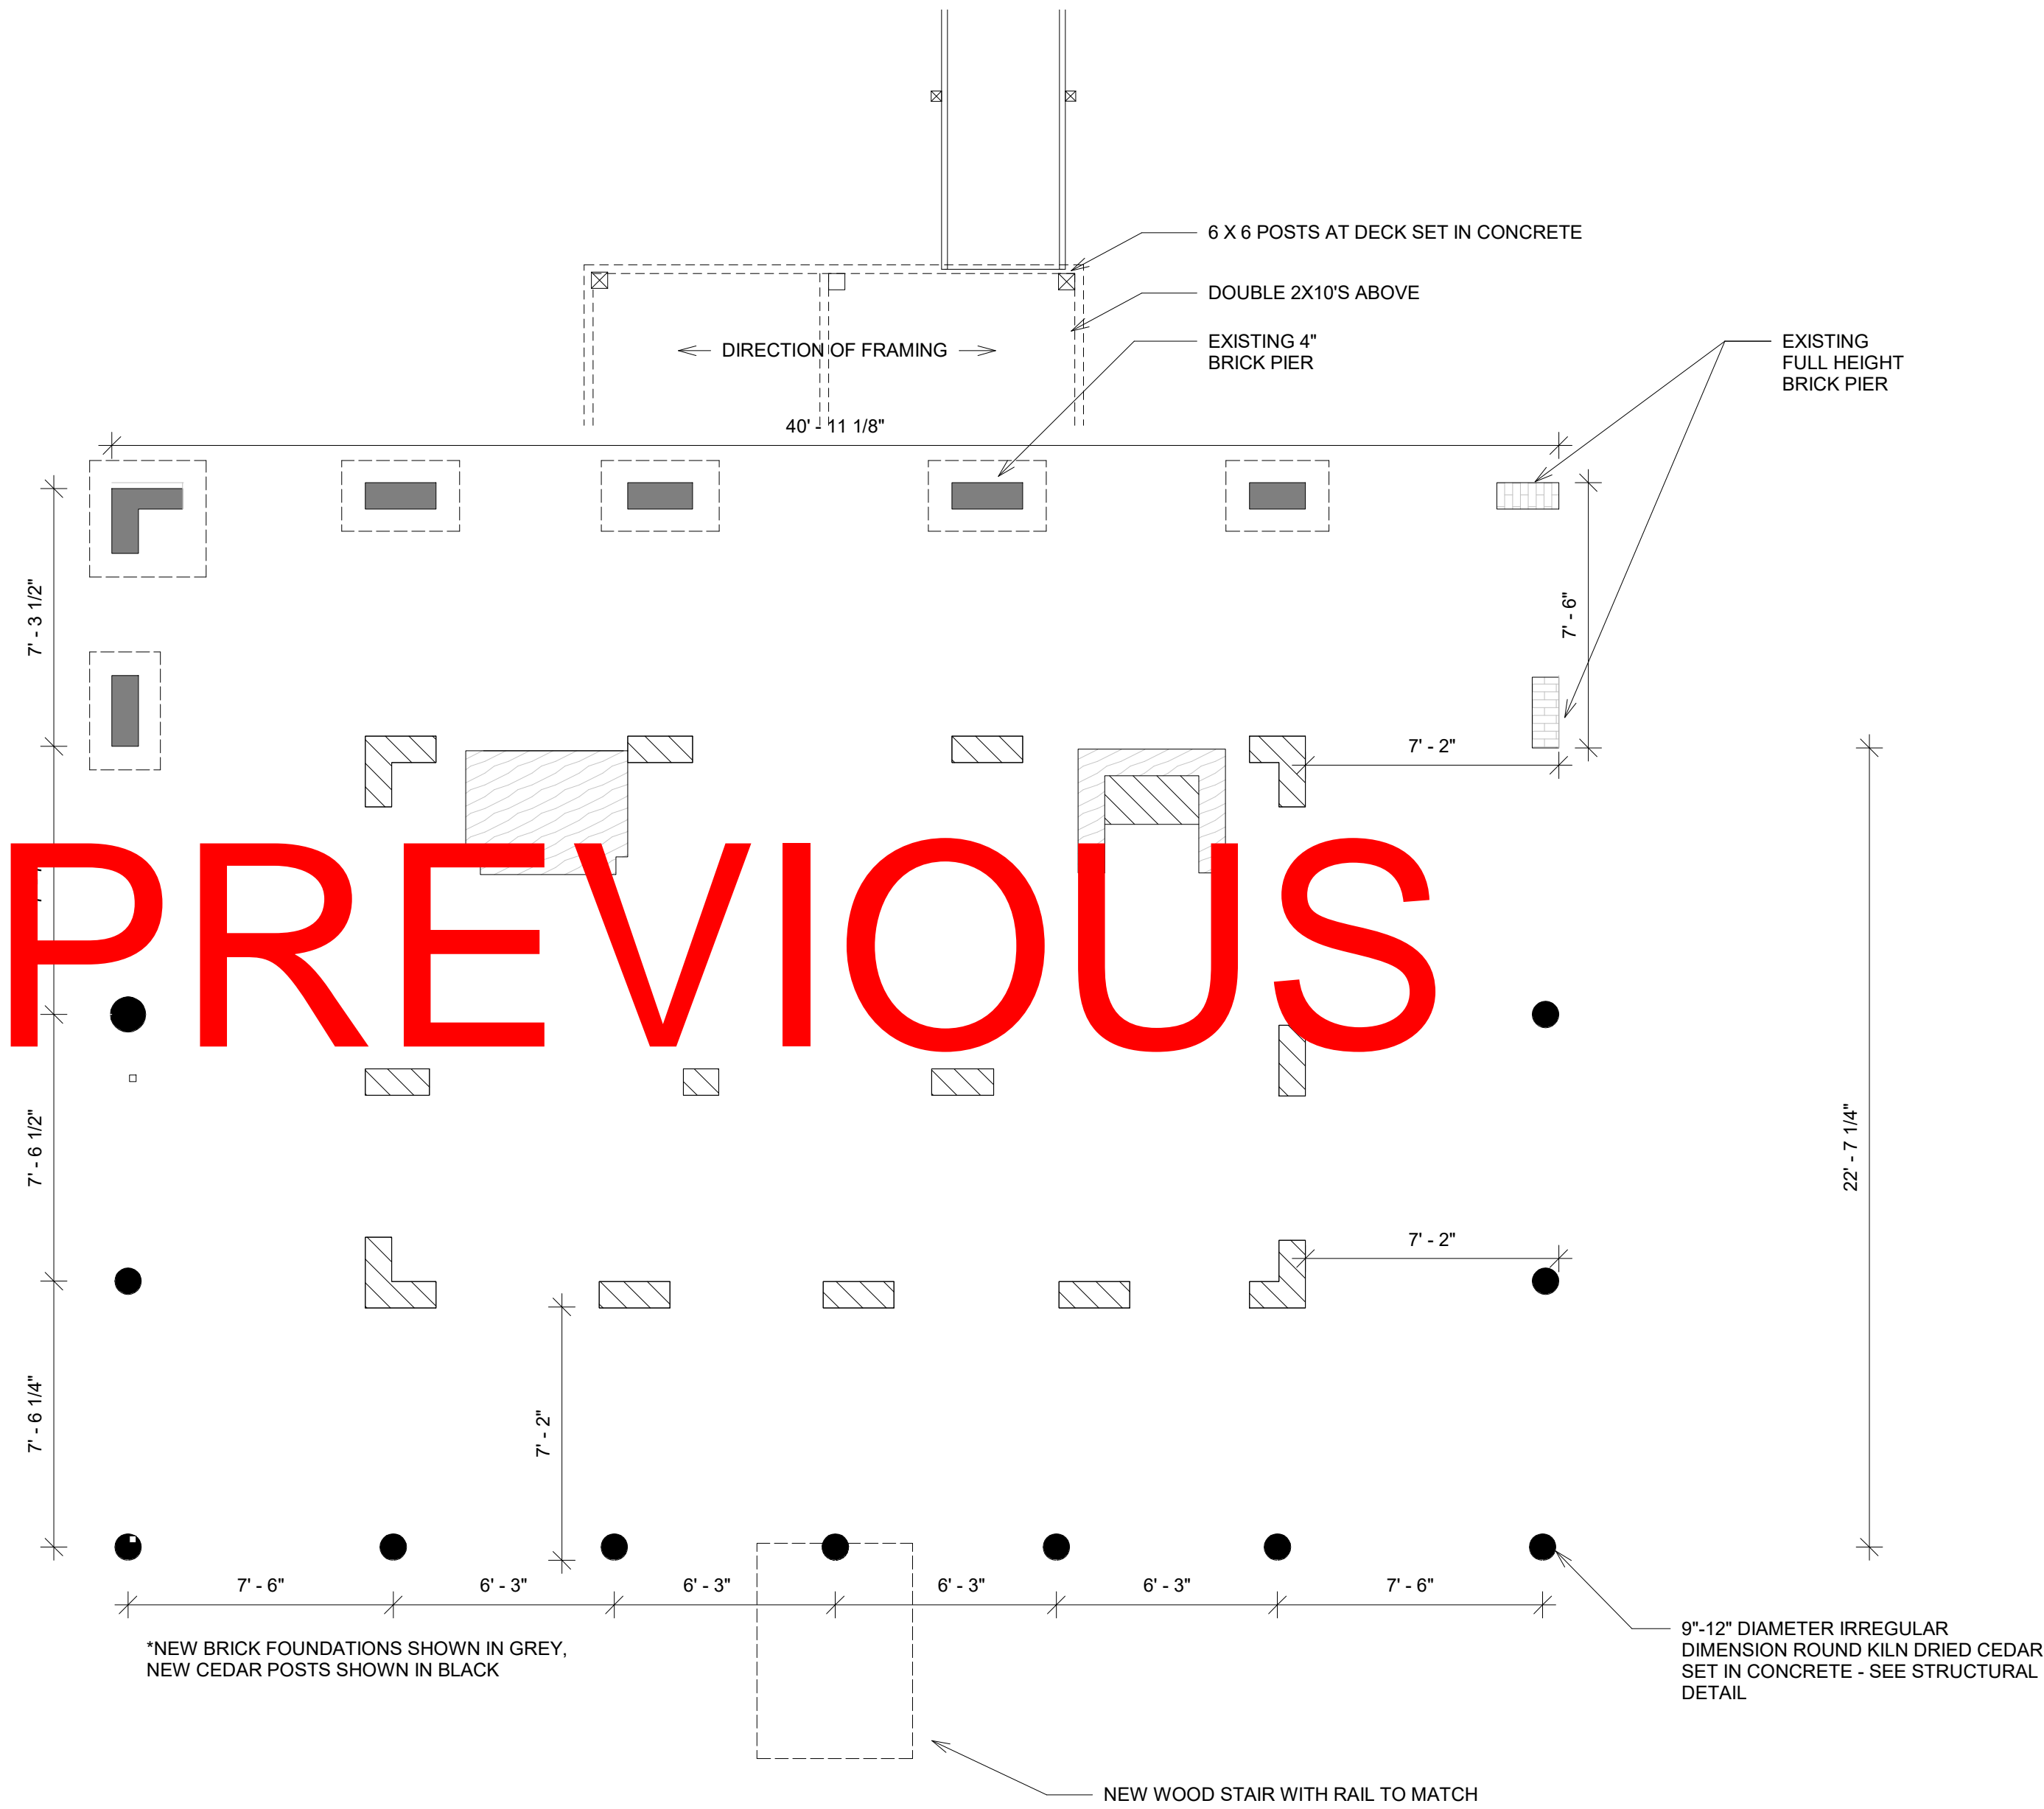 6 X 6 POSTS AT DECK SET IN CONCRETE
DOUBLE 2X10'S ABOVE
EXISTING 4"
BRICK PIER
EXISTING
FULL HEIGHT
BRICK PIER
DIRECTION OF FRAMING
40' - 11 1/8"
7' - 3 1/2"
7' - 6"
7' - 2"
PREVIOUS
7' - 6 1/2"
22' - 7 1/4"
7' - 2"
7' - 6 1/4"
7' - 2"
7' - 6"
6' - 3"
6' - 3"
6' - 3"
6' - 3"
7' - 6"
*NEW BRICK FOUNDATIONS SHOWN IN GREY,
NEW CEDAR POSTS SHOWN IN BLACK
9"-12" DIAMETER IRREGULAR
DIMENSION ROUND KILN DRIED CEDAR
SET IN CONCRETE - SEE STRUCTURAL
DETAIL
NEW WOOD STAIR WITH RAIL TO MATCH